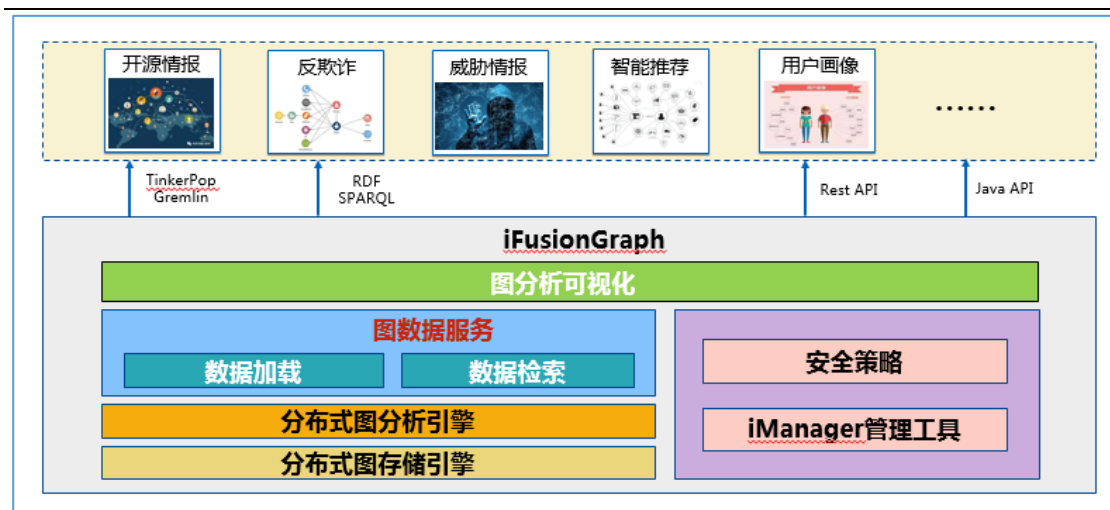 开源情报
反欺诈
威胁情报
智能推荐
用户画像
用户画像
......
TinkerPop
Gremlin
RDF
SPARQL
Rest API
Java API
iFusionGraph
图分析可视化
图数据服务
数据加载
数据检索
安全策略
分布式图分析引擎
iManager管理工具
分布式图存储引擎